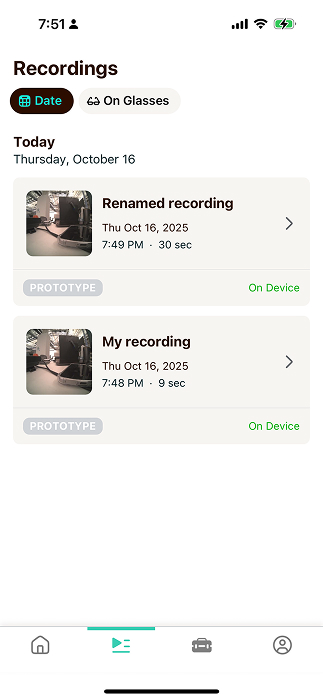 7:51
Recordings
Date
On Glasses
Today
Thursday, October 16
Renamed recording
Thu Oct 16, 2025
7:49 PM · 30 sec
PROTOTYPE
On Device
My recording
Thu Oct 16, 2025
7:48 PM · 9 sec
PROTOTYPE
On Device